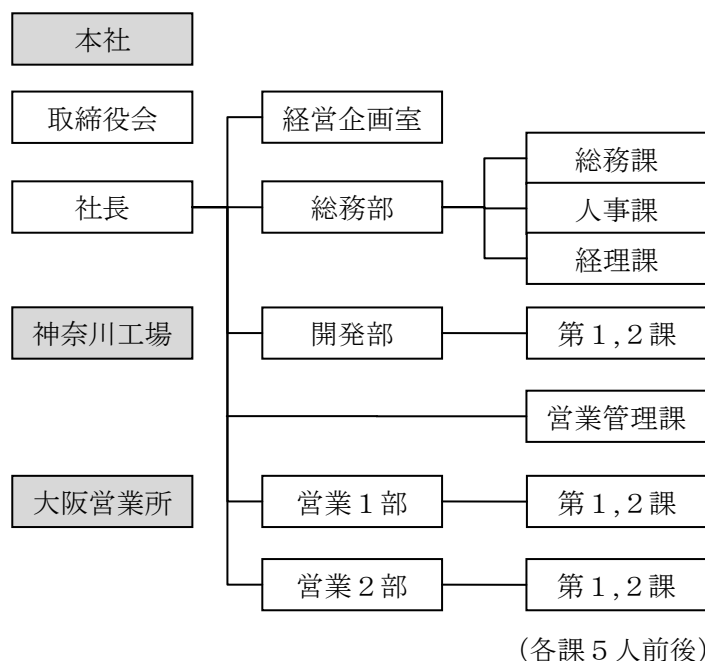 本社
取締役会
経営企画室
総務課
社長
総務部
人事課
経理課
神奈川工場
開発部
第１,２課
営業管理課
大阪営業所
営業１部
第１,２課
営業２部
第１,２課
（各課５人前後）